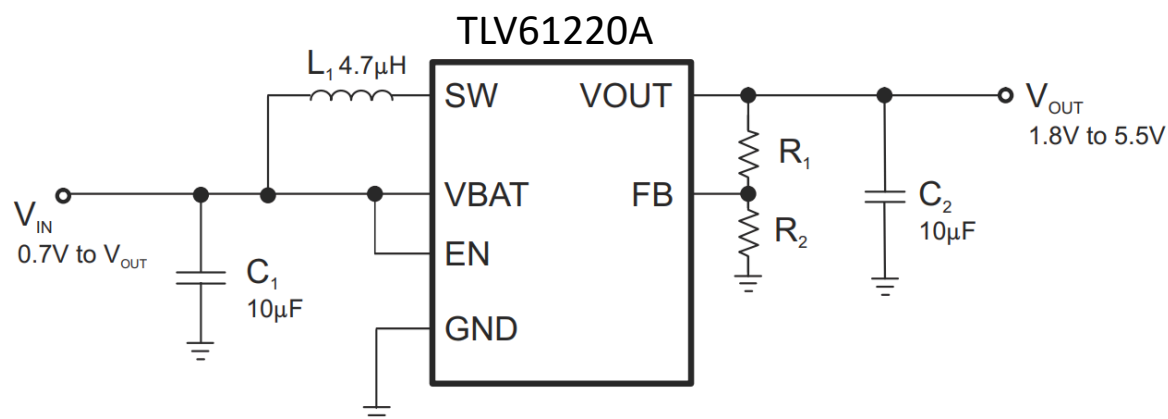 TLV61220A
L₁ 4.7μH
SW
VOUT
VOUT
1.8V to 5.5V
R₁
VBAT
FB
C₂
10μF
VIN
0.7V to VOUT
R₂
EN
C₁
10μF
GND